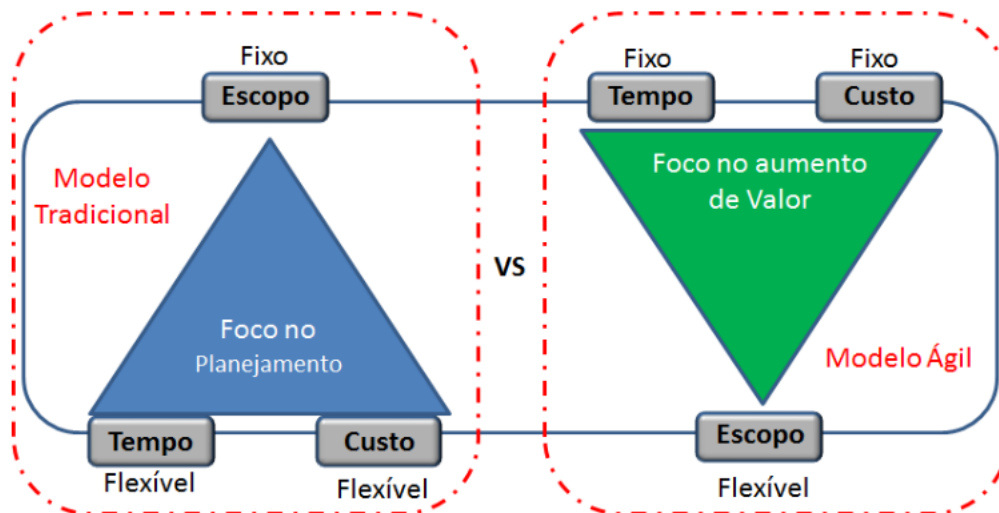 Fixo
Escopo
Modelo
Tradicional
Foco no
Planejamento
Tempo
Flexível
Custo
Flexível
VS
Fixo
Tempo
Fixo
Custo
Foco no aumento
de Valor
Modelo Ágil
Escopo
Flexível